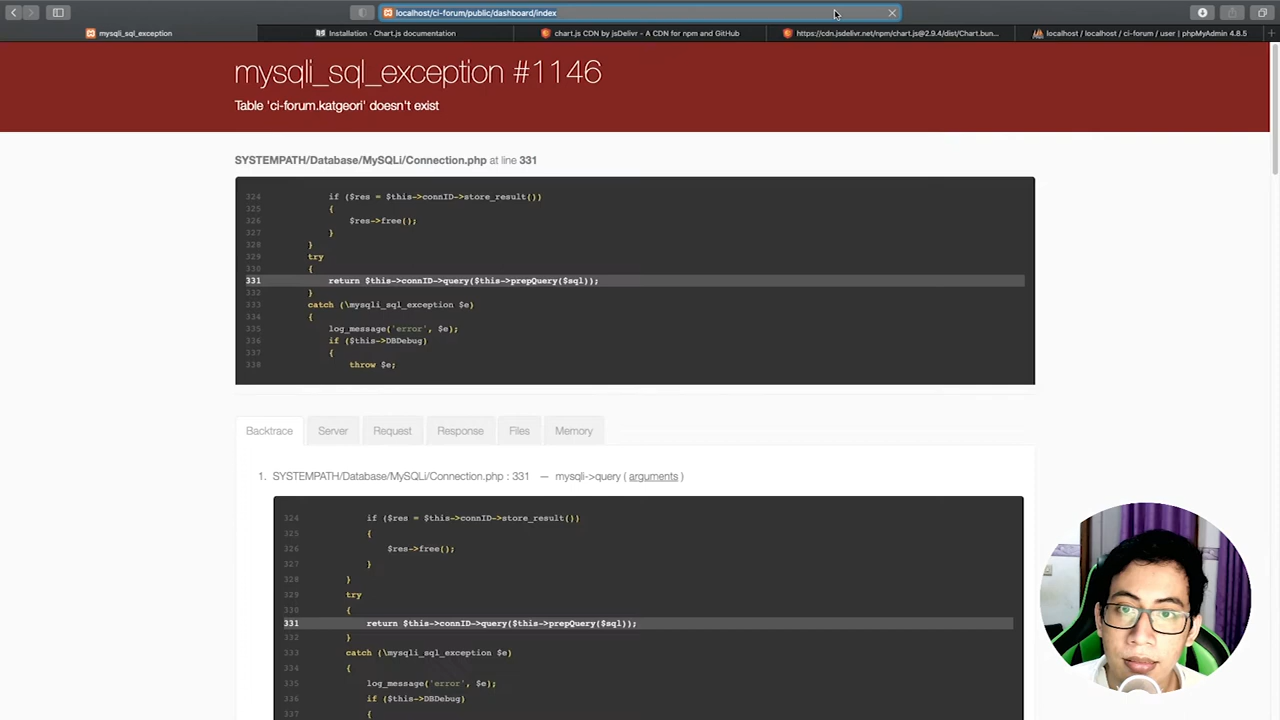 localhost/ci-forum/public/dashboard/index
mysqli_sql_exception
Installation - Chart.js documentation
chart.js CDN by jsDelivr - A CDN for npm and GitHub
https://cdn.jsdelivr.net/npm/chart.js@2.9.4/dist/Chart.bun...
localhost / localhost / ci-forum / user | phpMyAdmin 4.8.5
mysqli_sql_exception #1146
Table 'ci-forum.katgeori' doesn't exist
SYSTEMPATH/Database/MySQLi/Connection.php at line 331
324 if ($res = $this->connID->store_result())
325 {
326 $res->free();
327 }
328 }
329 try
330 {
331 return $this->connID->query($this->prepQuery($sql));
332 }
333 catch (\mysqli_sql_exception $e)
334 {
335 log_message('error', $e);
336 if ($this->DBDebug)
337 {
338 throw $e;
Backtrace Server Request Response Files Memory
1. SYSTEMPATH/Database/MySQLi/Connection.php : 331 — mysqli->query ( arguments )
324 if ($res = $this->connID->store_result())
325 {
326 $res->free();
327 }
328 }
329 try
330 {
331 return $this->connID->query($this->prepQuery($sql));
332 }
333 catch (\mysqli_sql_exception $e)
334 {
335 log_message('error', $e);
336 if ($this->DBDebug)
337 {